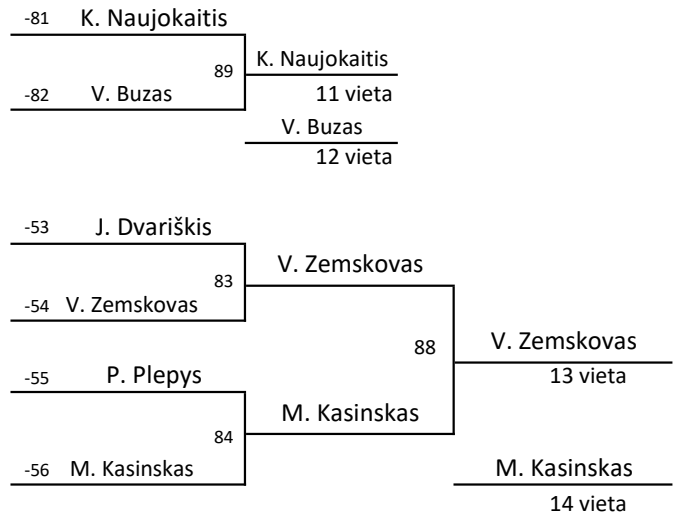 -81 K. Naujokaitis
89 K. Naujokaitis
-82 V. Buzas 11 vieta
V. Buzas
12 vieta
-53 J. Dvariškis
83 V. Zemskovas
-54 V. Zemskovas
88 V. Zemskovas
-55 P. Plepys 13 vieta
84 M. Kasinskas
-56 M. Kasinskas M. Kasinskas
14 vieta